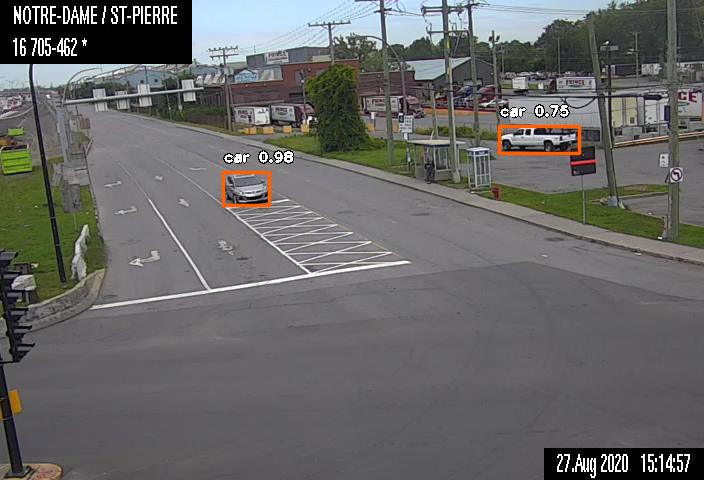 NOTRE-DAME / ST-PIERRE
16 705-462 *
car 0.75
car 0.98
27.Aug 2020 15:14:57